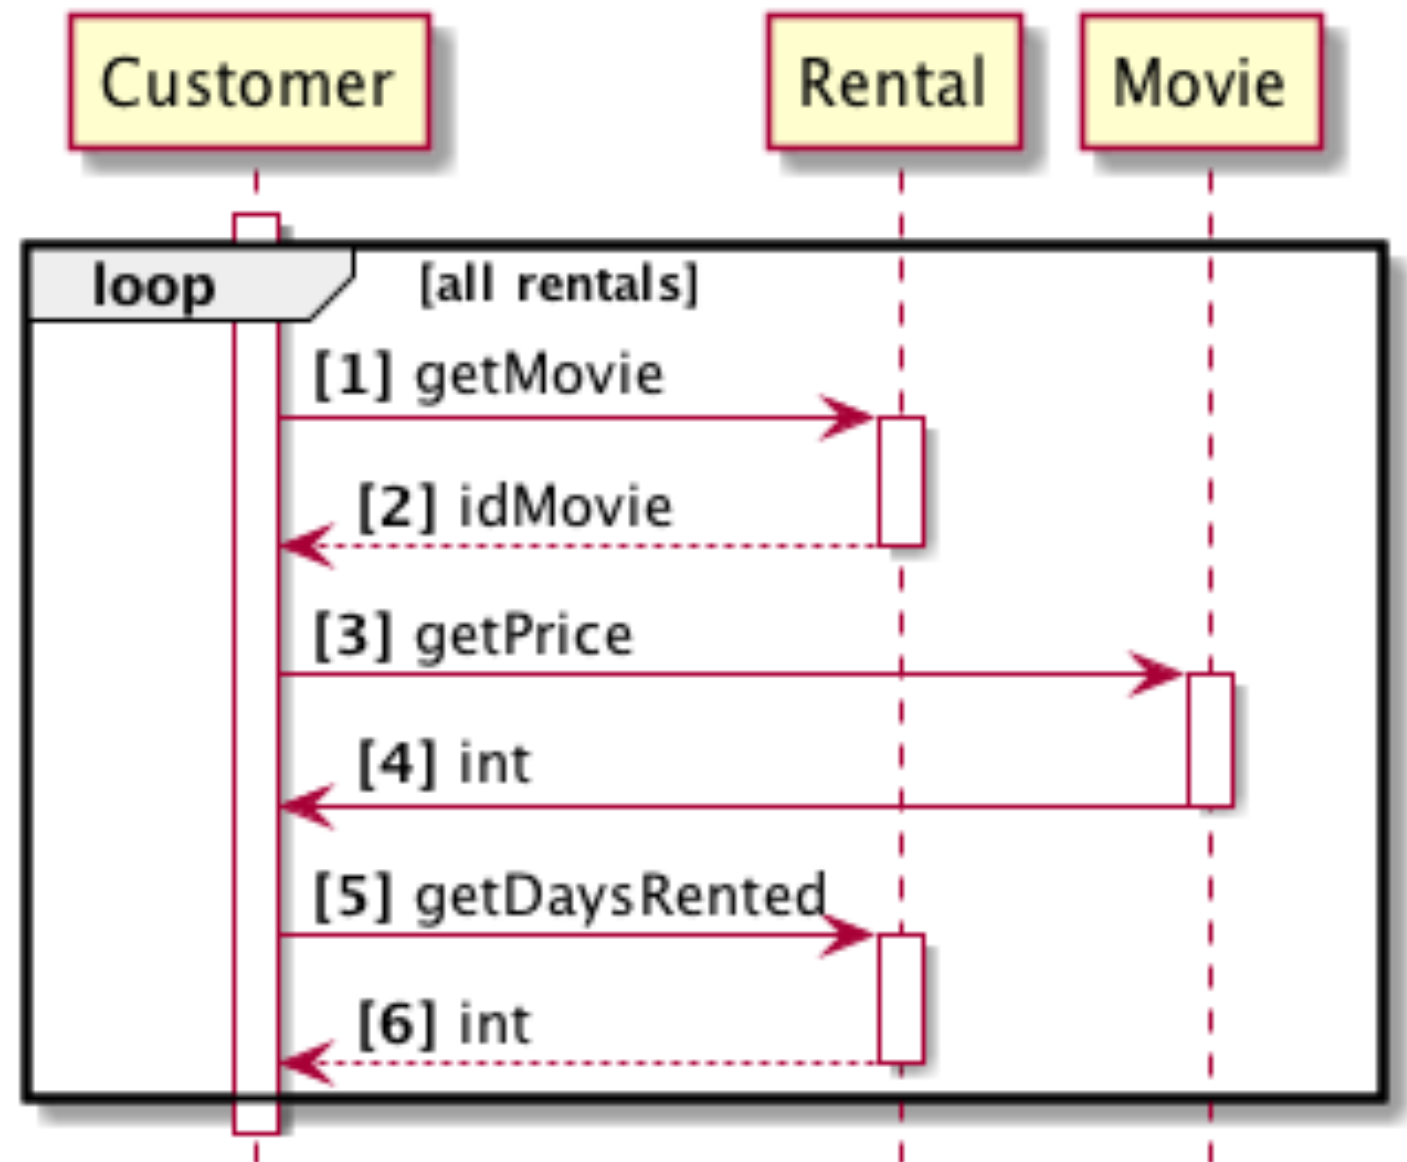 Customer Rental Movie
loop [all rentals]
[1] getMovie
[2] idMovie
[3] getPrice
[4] int
[5] getDaysRented
[6] int